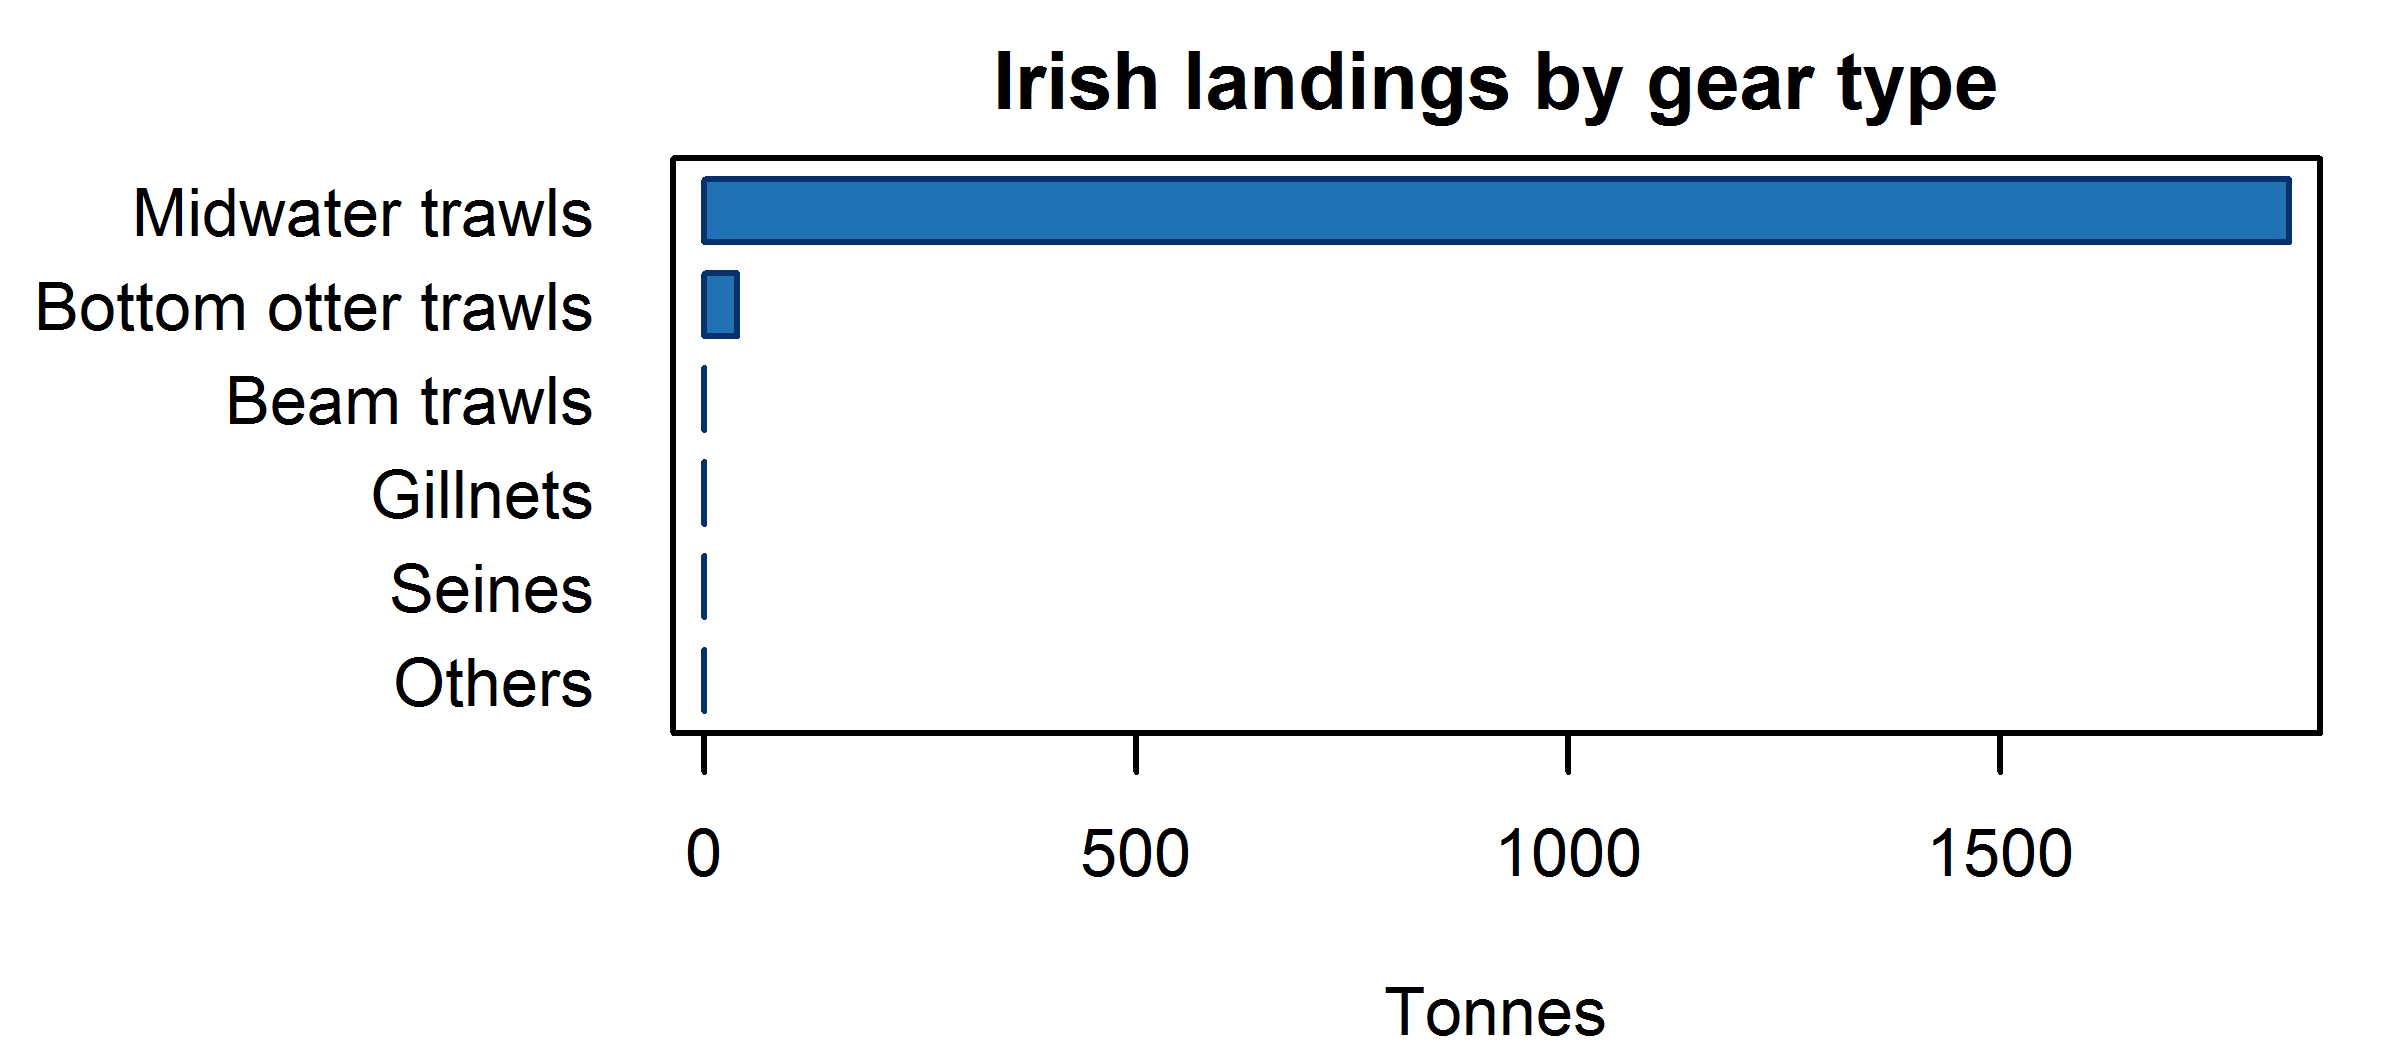 Irish landings by gear type
Midwater trawls
Bottom otter trawls
Beam trawls
Gillnets
Seines
Others
0 500 1000 1500
Tonnes